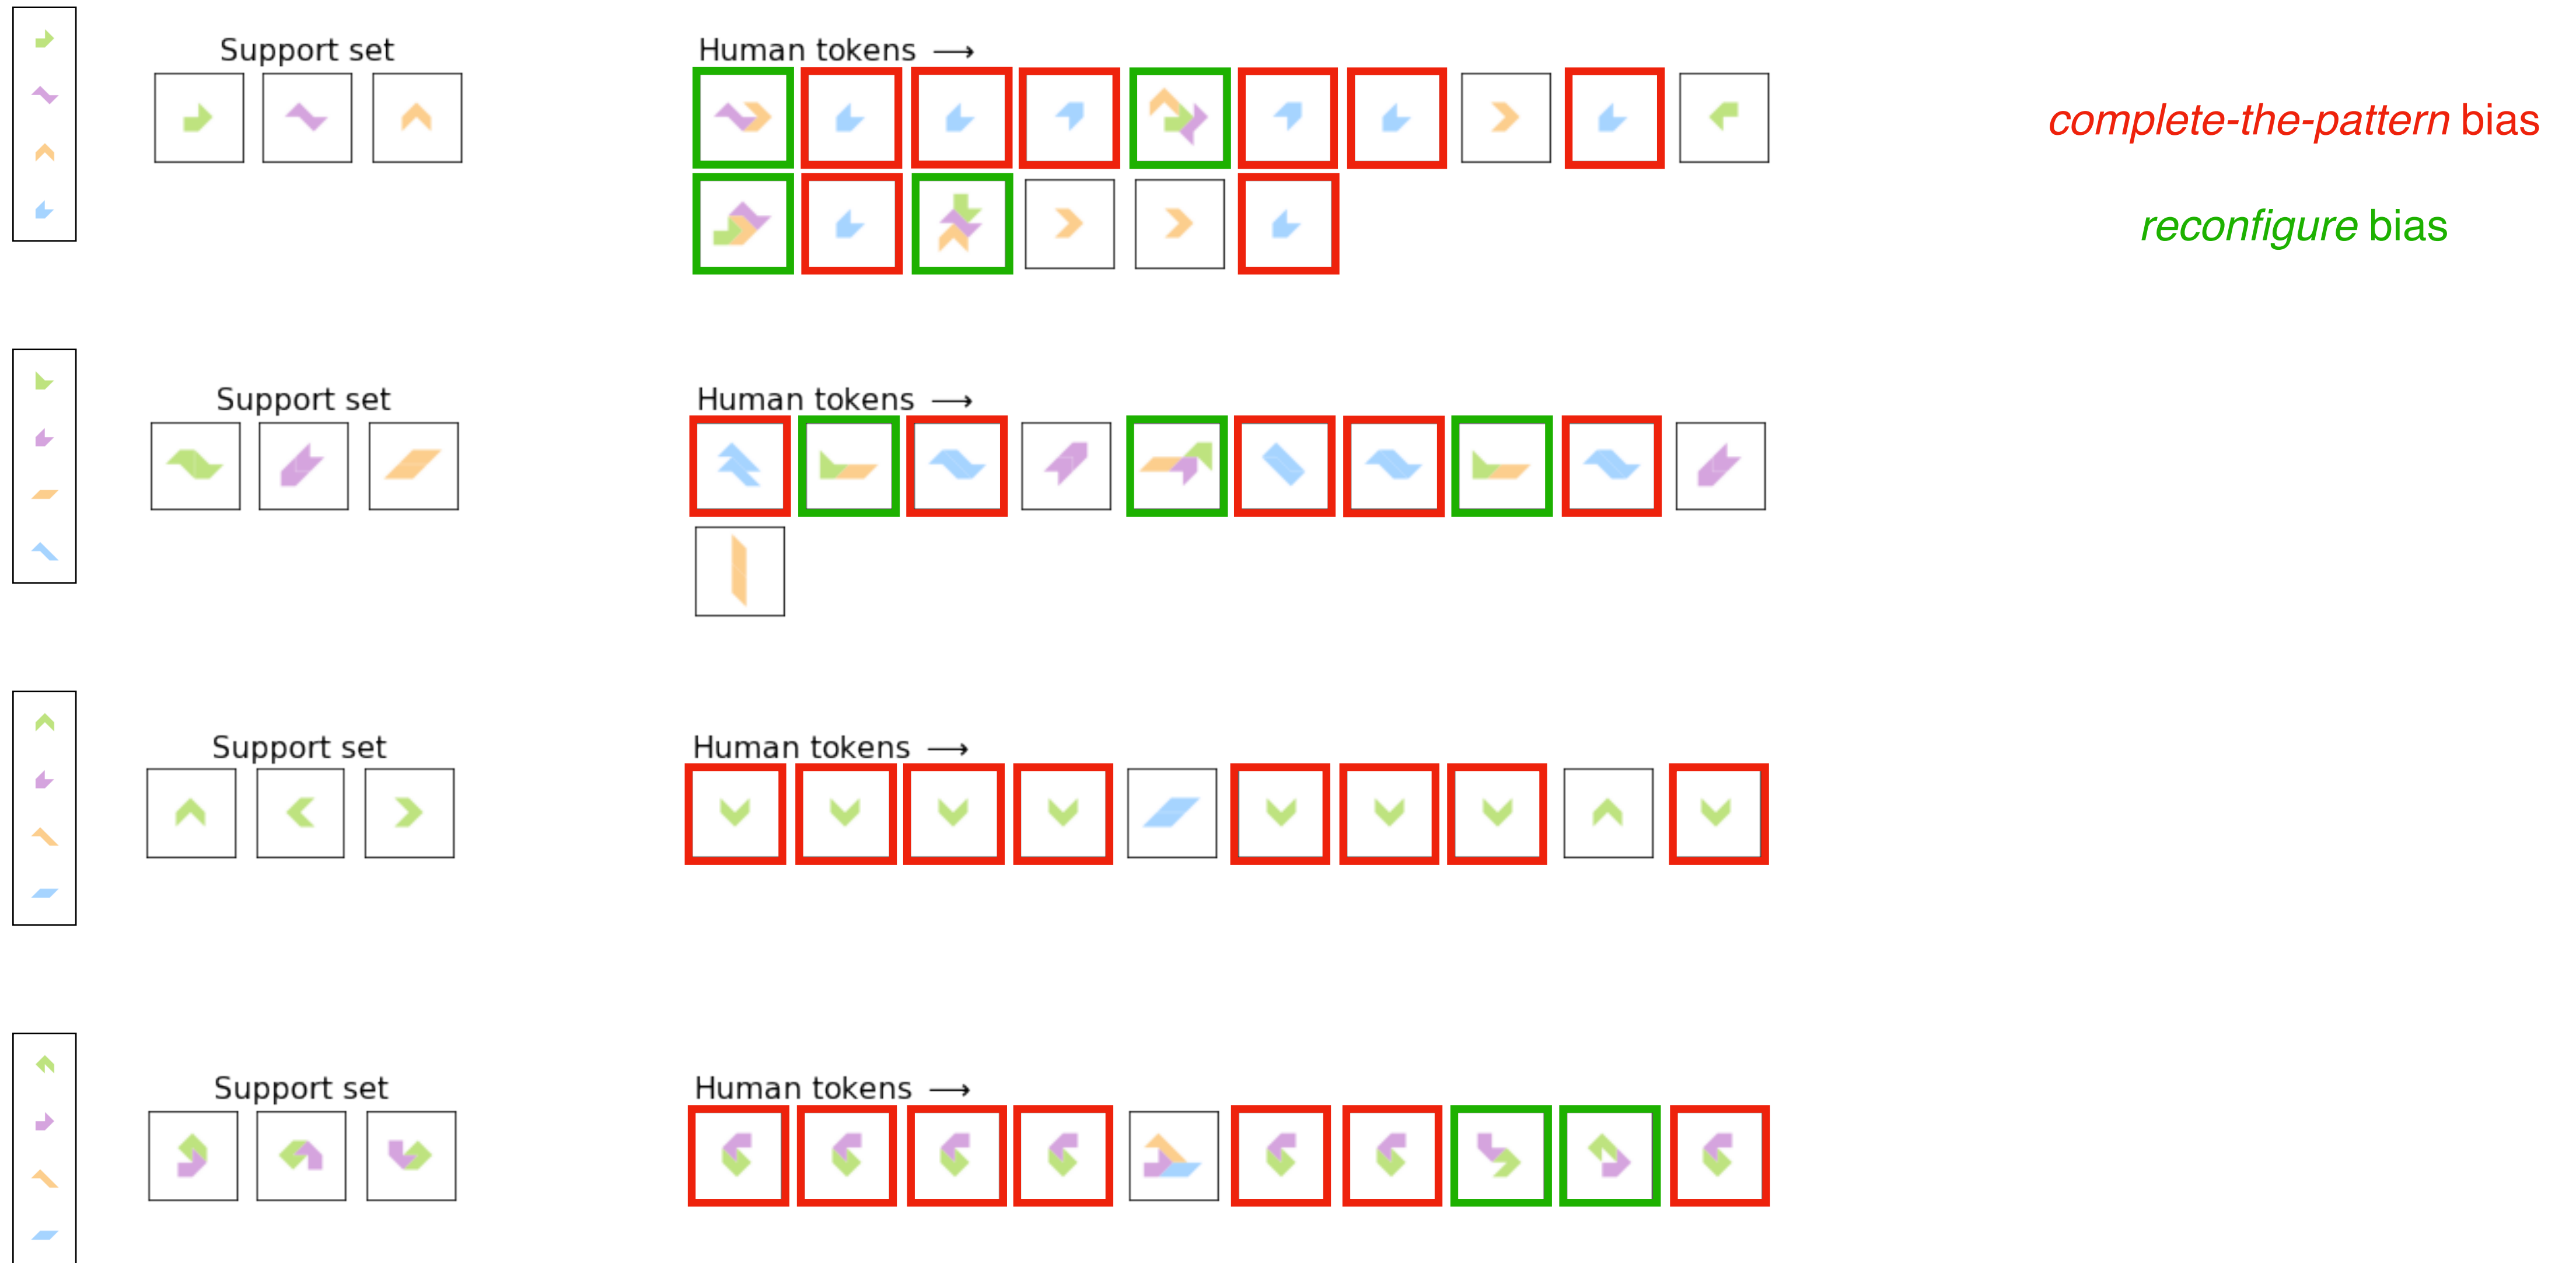 Support set
Human tokens ⟶
complete-the-pattern bias
reconfigure bias
Support set
Human tokens ⟶
Support set
Human tokens ⟶
Support set
Human tokens ⟶